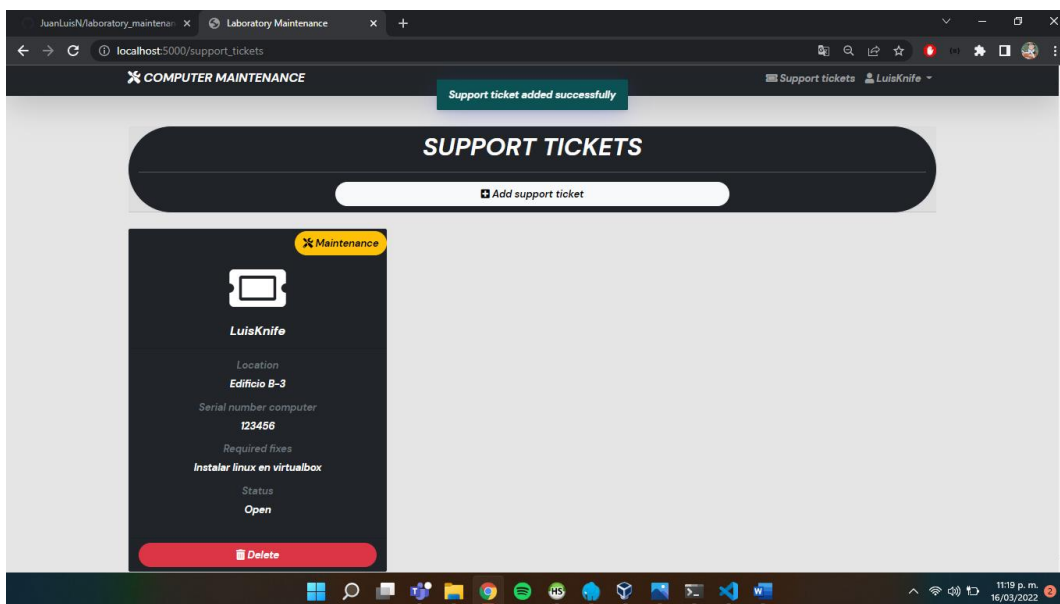 JuanLuisN/laboratory_maintenan
Laboratory Maintenance
localhost:5000/support_tickets
COMPUTER MAINTENANCE
Support tickets LuisKnife
Support ticket added successfully
SUPPORT TICKETS
Add support ticket
Maintenance
LuisKnife
Location
Edificio B-3
Serial number computer
123456
Required fixes
Instalar linux en virtualbox
Status
Open
Delete
HS
W
11:19 p. m.
16/03/2022
2